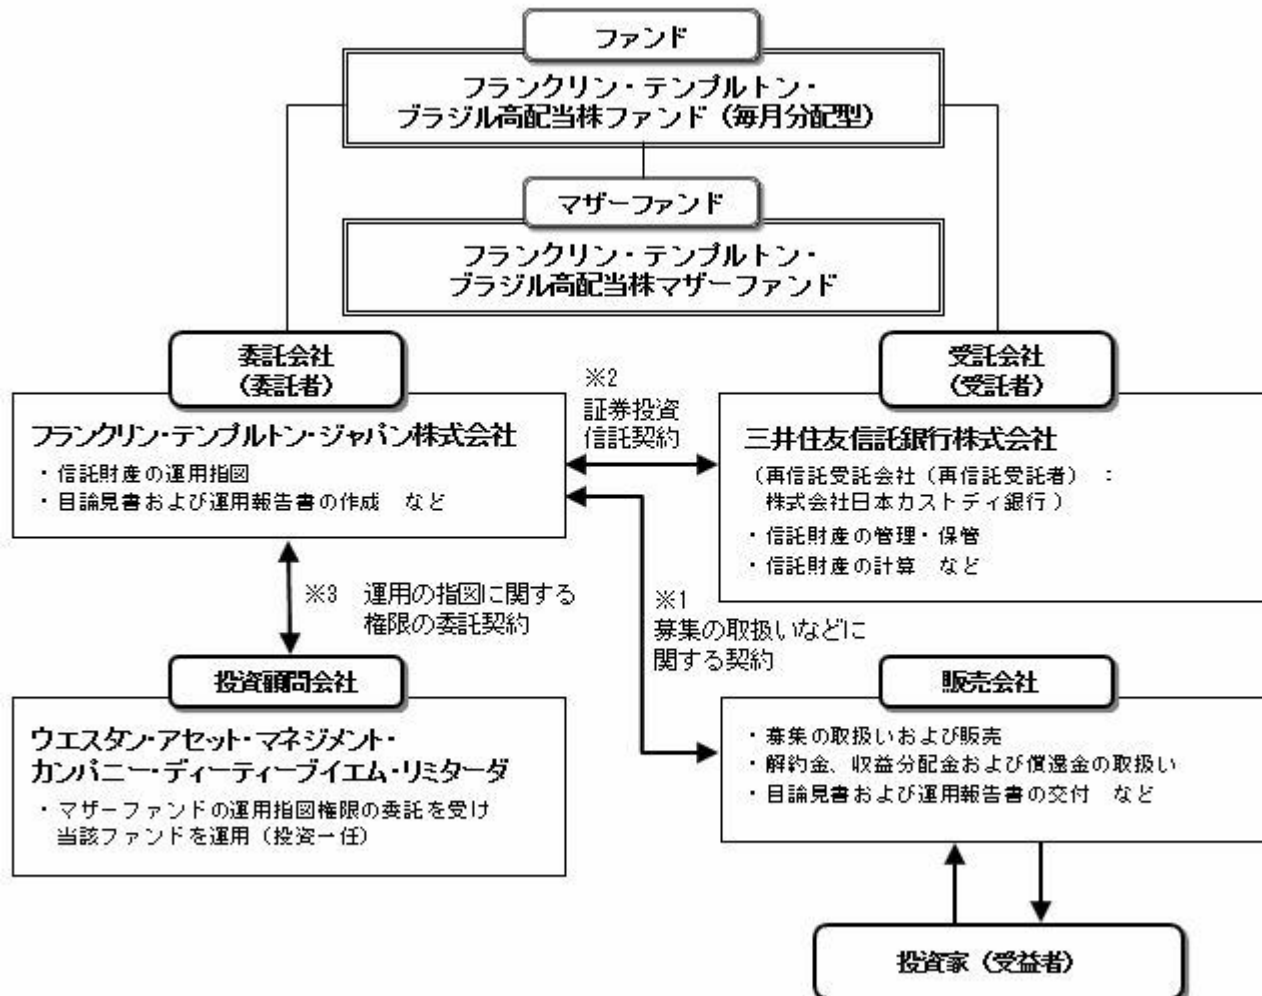 ファンド
フランクリン・テンプルトン・
ブラジル高配当株ファンド（毎月分配型）
マザーファンド
フランクリン・テンプルトン・
ブラジル高配当株マザーファンド
委託会社
（委託者）
フランクリン・テンプルトン・ジャパン株式会社
・信託財産の運用指図
・目論見書および運用報告書の作成　など
※2
証券投資
信託契約
受託会社
（受託者）
三井住友信託銀行株式会社
（再信託受託会社（再信託受託者）：
株式会社日本カストディ銀行）
・信託財産の管理・保管
・信託財産の計算　など
※3　運用の指図に関する
権限の委託契約
※1
募集の取扱いなどに
関する契約
投資顧問会社
ウエスタン・アセット・マネジメント・
カンパニー・ディーティーブイエム・リミターダ
・マザーファンドの運用指図権限の委託を受け
当該ファンドを運用（投資一任）
販売会社
・募集の取扱いおよび販売
・解約金、収益分配金および償還金の取扱い
・目論見書および運用報告書の交付　など
投資家（受益者）